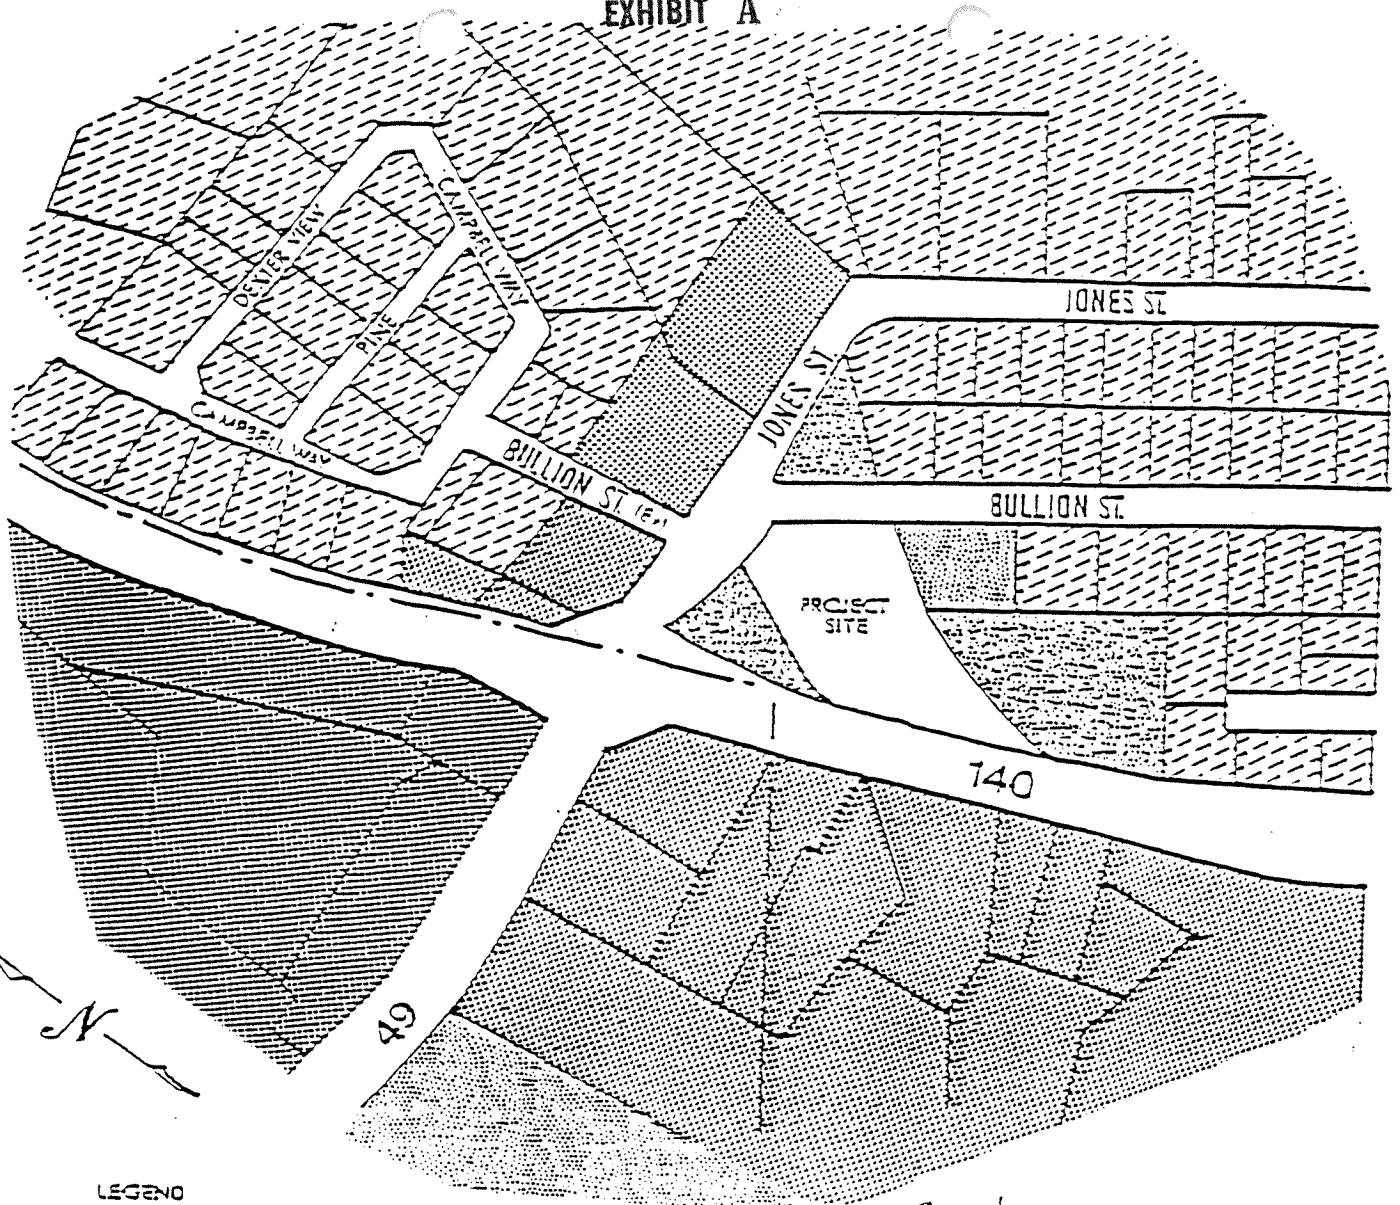 EXHIBIT A
CAMPBELL WAY
DEXTER VIEW
PINE
JONES ST.
JONES ST.
CAMPBELL WAY
BULLION ST. (Ex)
BULLION ST.
PROJECT
SITE
140
49
N
LEGEND